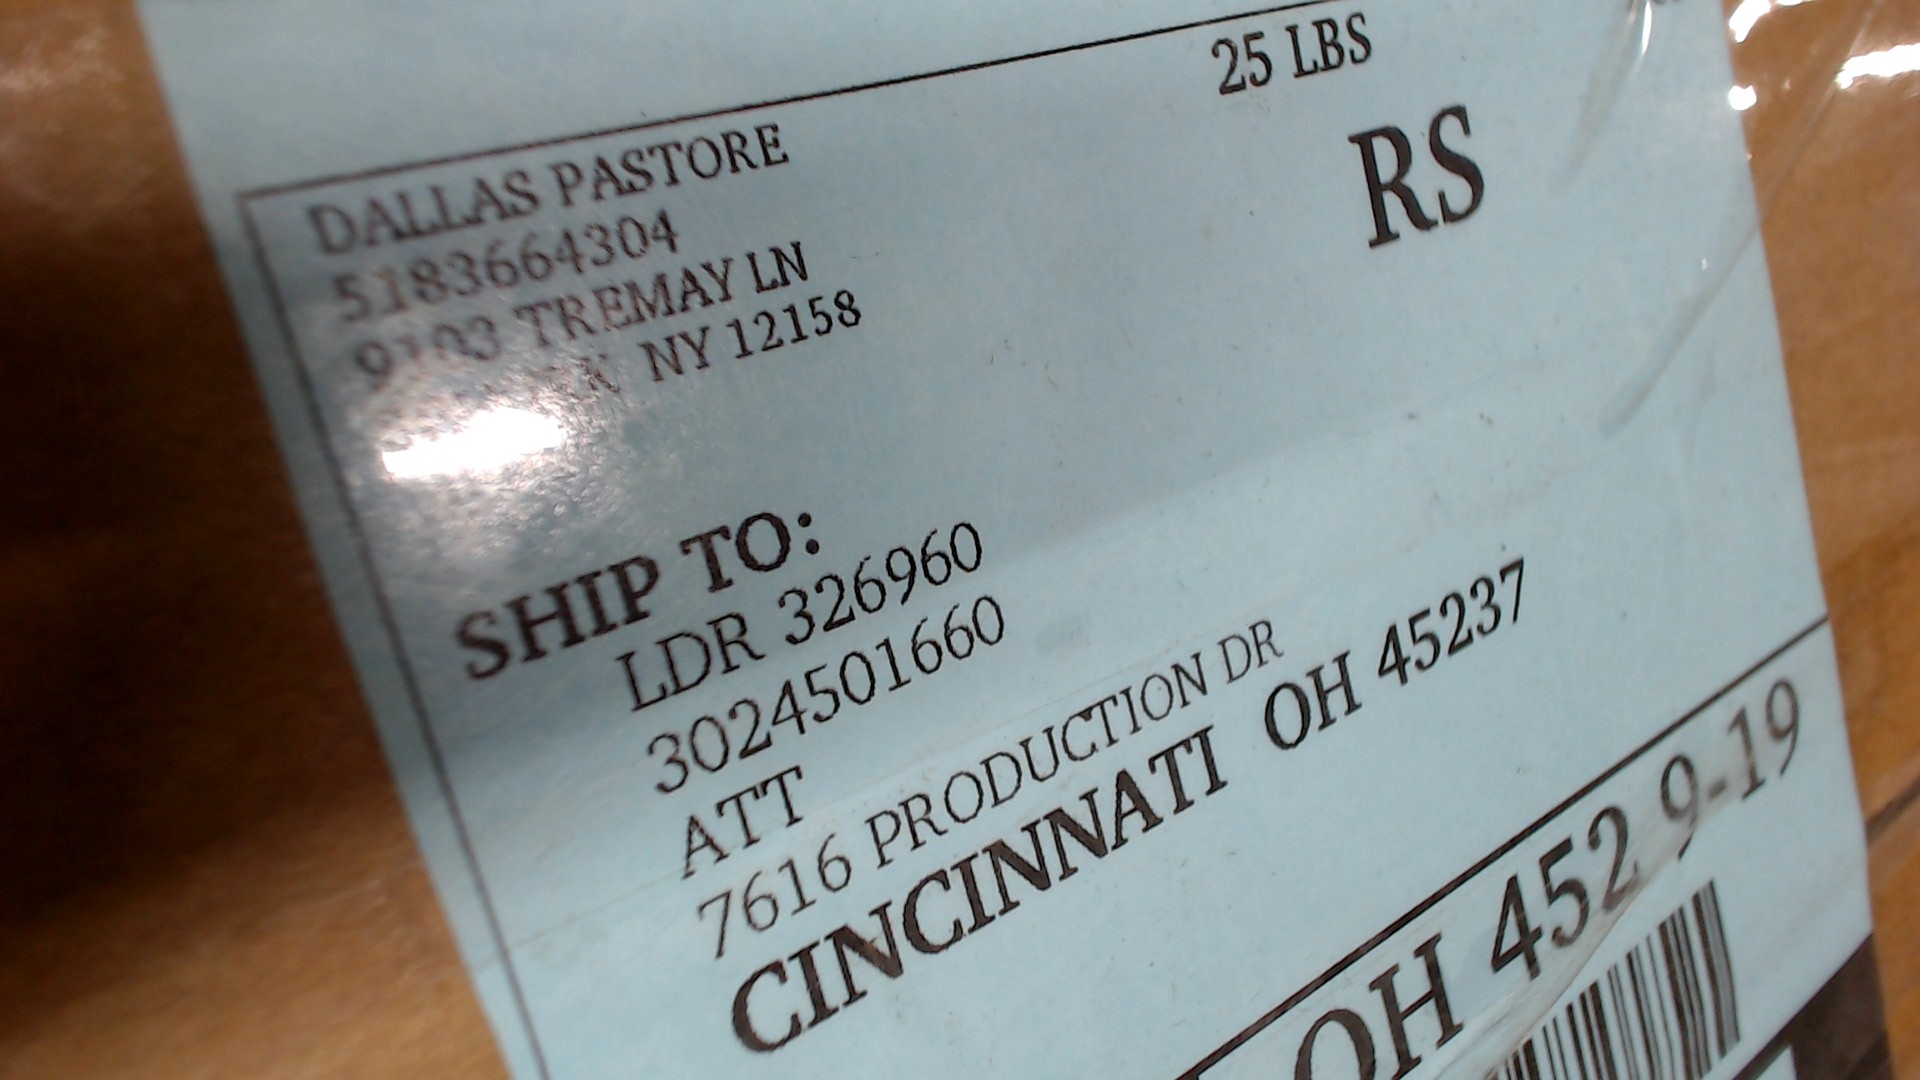 25 LBS
RS
DALLAS PASTORE
5183664304
TREMAY LN
NY 12158
SHIP TO:
LDR 326960
3024501660
ATT
7616 PRODUCTION DR
CINCINNATI OH 45237
OH 452 9-19